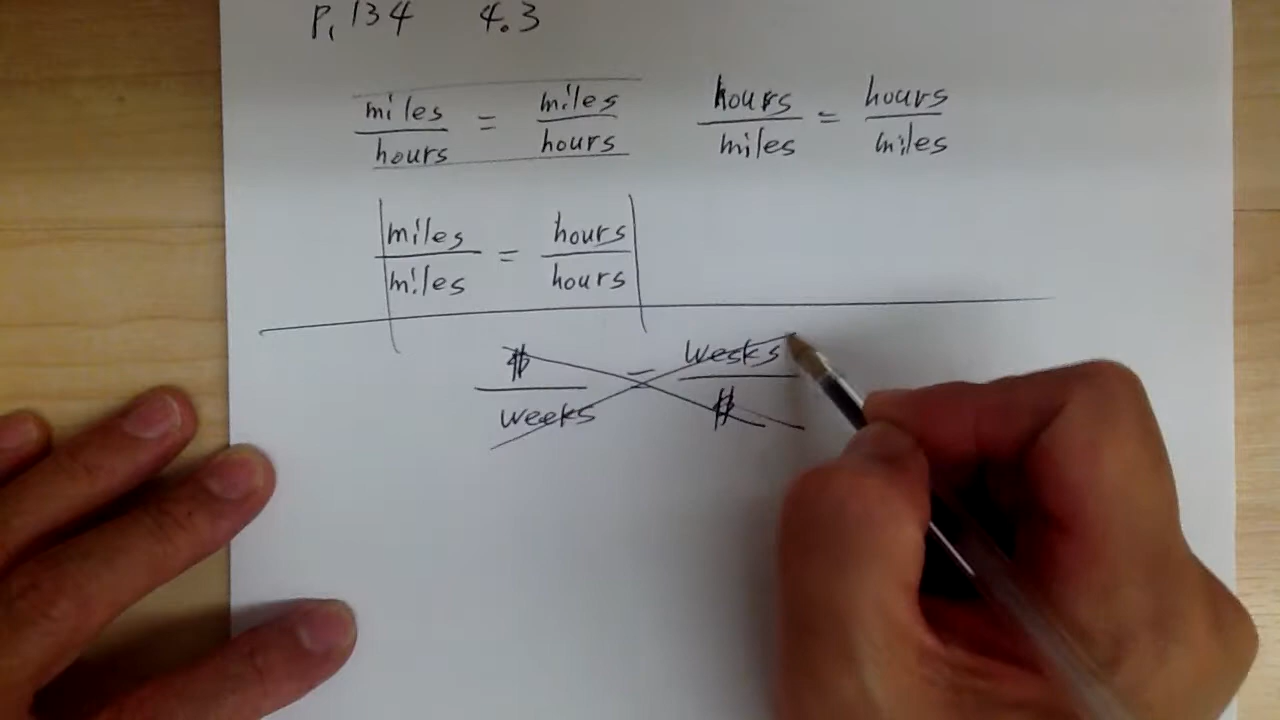 P. 134 4.3
miles/hours = miles/hours hours/miles = hours/miles
miles/miles = hours/hours
$/weeks = weeks/$